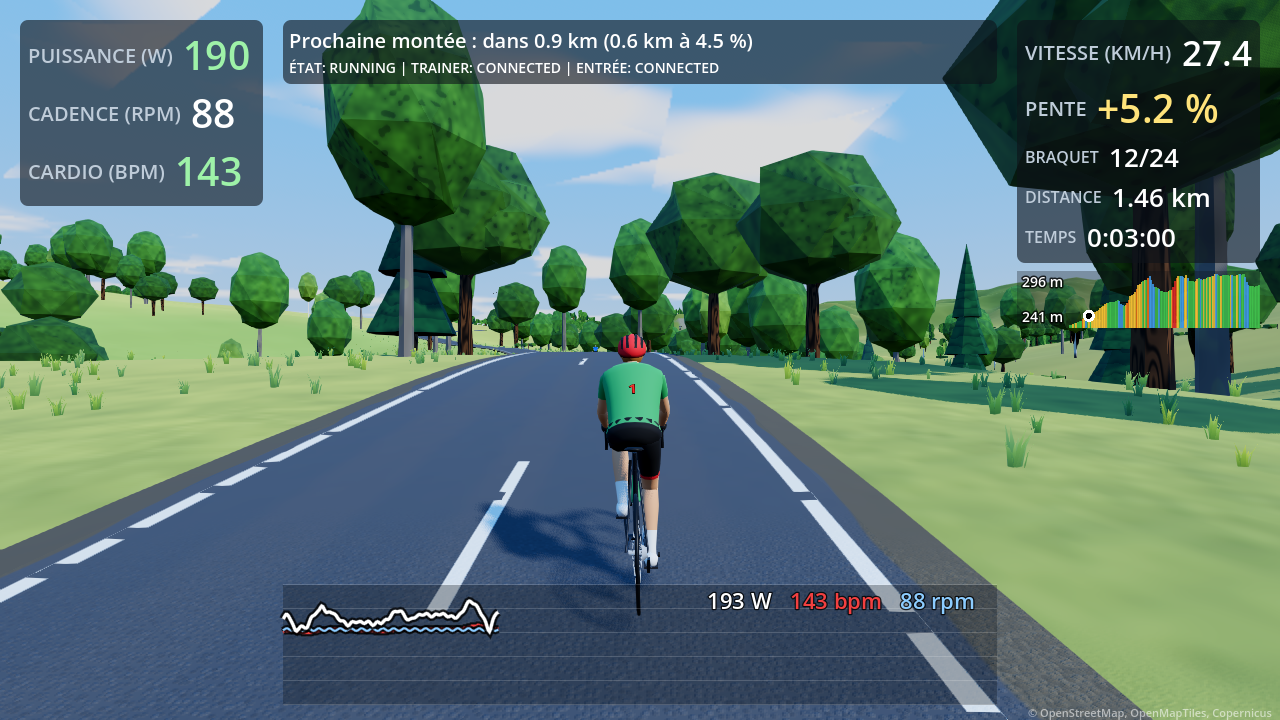 PUISSANCE (W) 190
CADENCE (RPM) 88
CARDIO (BPM) 143
Prochaine montée : dans 0.9 km (0.6 km à 4.5 %)
ÉTAT: RUNNING | TRAINER: CONNECTED | ENTRÉE: CONNECTED
VITESSE (KM/H) 27.4
PENTE +5.2 %
BRAQUET 12/24
DISTANCE 1.46 km
TEMPS 0:03:00
296 m
241 m
1
193 W 143 bpm 88 rpm
© OpenStreetMap, OpenMapTiles, Copernicus